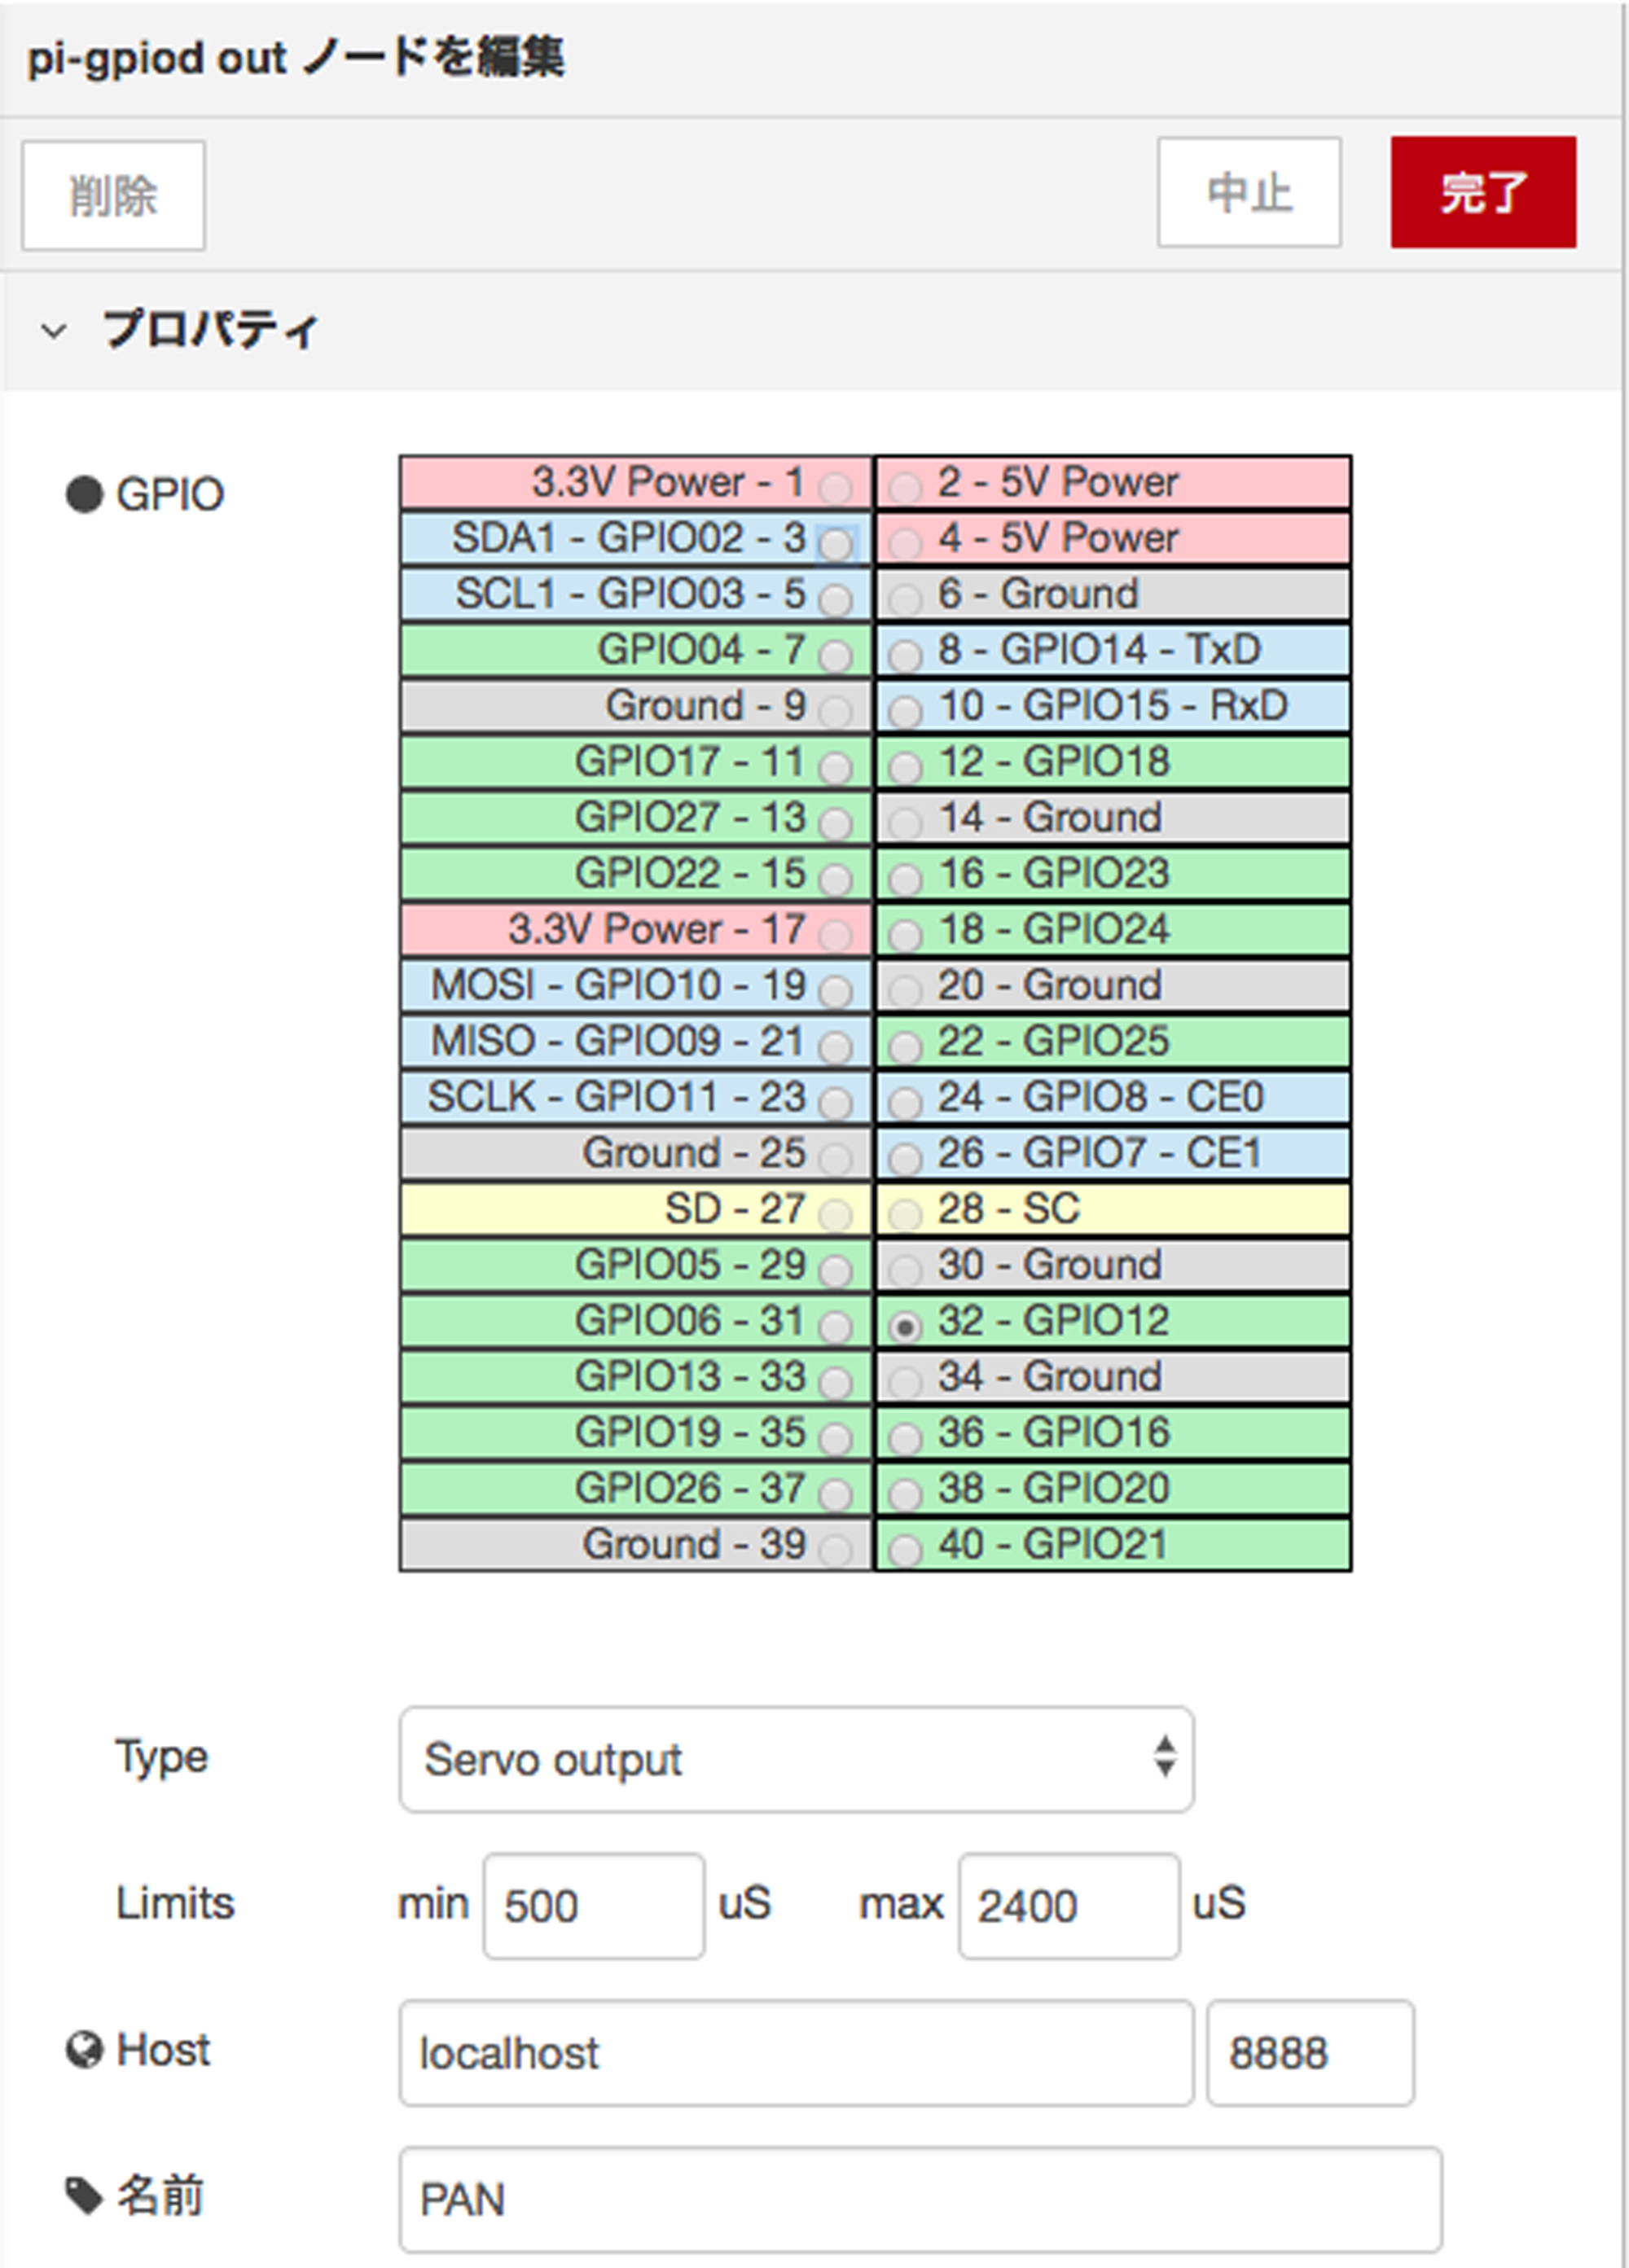 pi-gpiod out ノードを編集
削除 中止 完了
プロパティ
GPIO
3.3V Power - 1 2 - 5V Power
SDA1 - GPIO02 - 3 4 - 5V Power
SCL1 - GPIO03 - 5 6 - Ground
GPIO04 - 7 8 - GPIO14 - TxD
Ground - 9 10 - GPIO15 - RxD
GPIO17 - 11 12 - GPIO18
GPIO27 - 13 14 - Ground
GPIO22 - 15 16 - GPIO23
3.3V Power - 17 18 - GPIO24
MOSI - GPIO10 - 19 20 - Ground
MISO - GPIO09 - 21 22 - GPIO25
SCLK - GPIO11 - 23 24 - GPIO8 - CE0
Ground - 25 26 - GPIO7 - CE1
SD - 27 28 - SC
GPIO05 - 29 30 - Ground
GPIO06 - 31 32 - GPIO12
GPIO13 - 33 34 - Ground
GPIO19 - 35 36 - GPIO16
GPIO26 - 37 38 - GPIO20
Ground - 39 40 - GPIO21
Type Servo output
Limits min 500 uS max 2400 uS
Host localhost 8888
名前 PAN